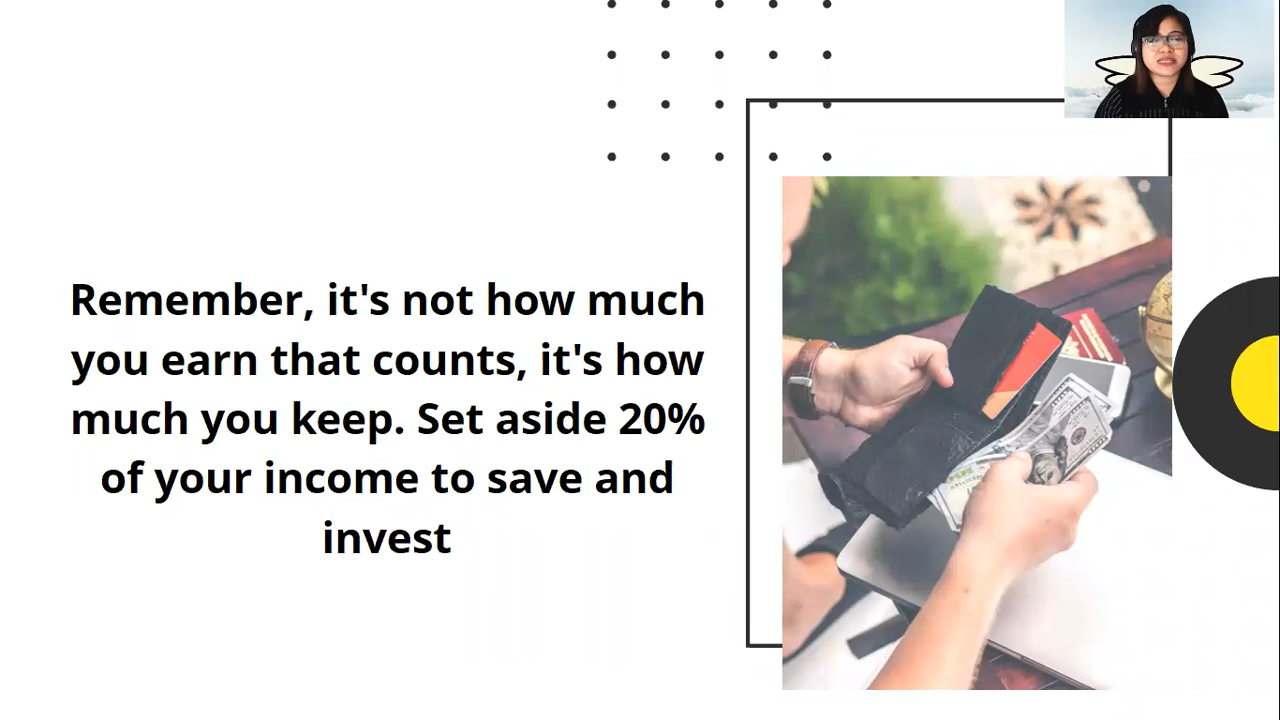 Remember, it's not how much
you earn that counts, it's how
much you keep. Set aside 20%
of your income to save and
invest